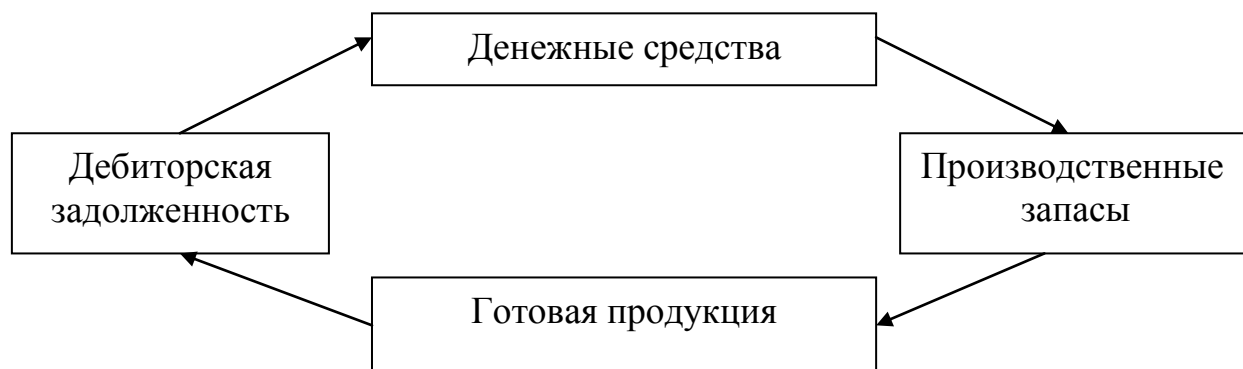 Денежные средства
Дебиторская
задолженность
Производственные
запасы
Готовая продукция